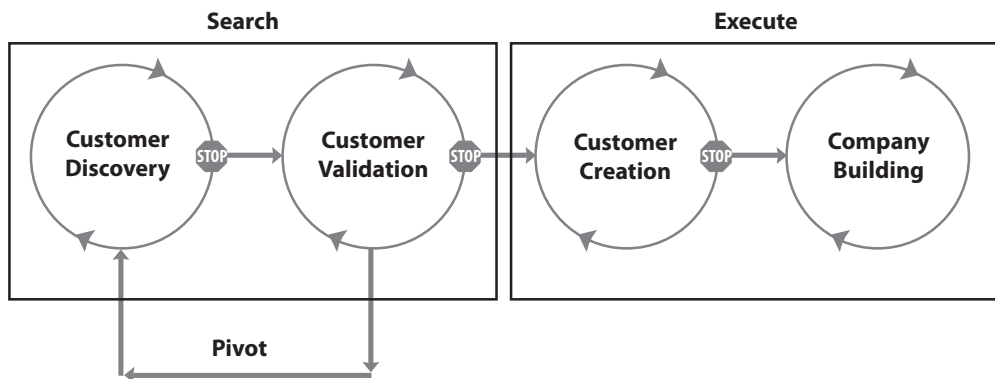 Search
Execute
Customer
Discovery
STOP
Customer
Validation
STOP
Customer
Creation
STOP
Company
Building
Pivot